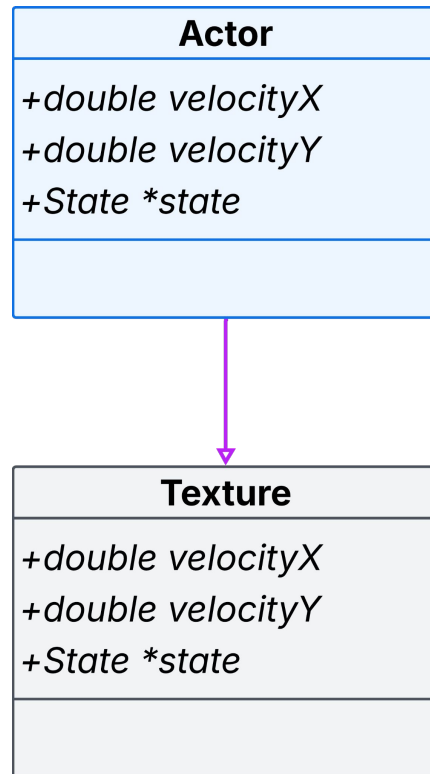 Actor
+double velocityX
+double velocityY
+State *state
Texture
+double velocityX
+double velocityY
+State *state